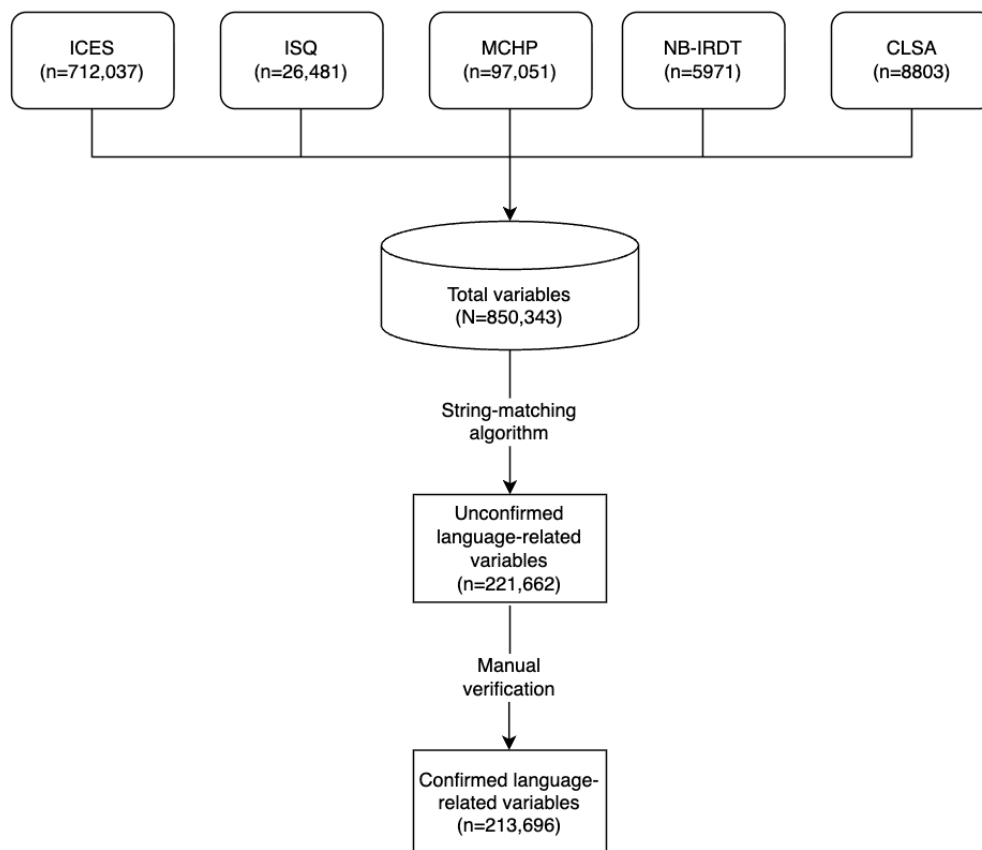 ICES
(n=712,037)
ISQ
(n=26,481)
MCHP
(n=97,051)
NB-IRDT
(n=5971)
CLSA
(n=8803)
Total variables
(N=850,343)
String-matching
algorithm
Unconfirmed
language-related
variables
(n=221,662)
Manual
verification
Confirmed language-
related variables
(n=213,696)